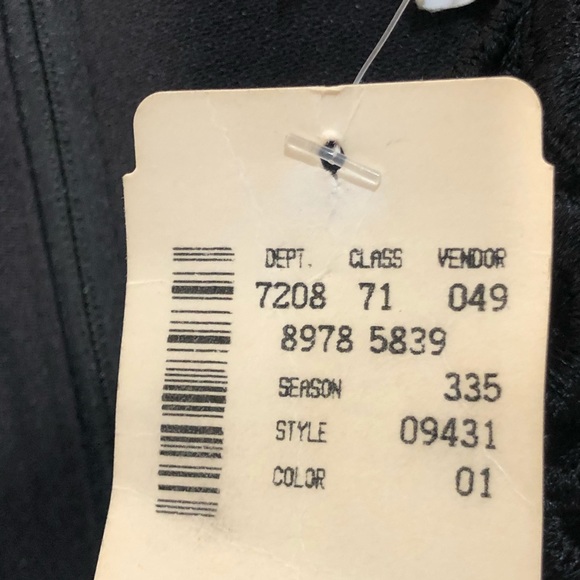 DEPT. CLASS VENDOR
7208 71 049
8978 5839
SEASON 335
STYLE 09431
COLOR 01